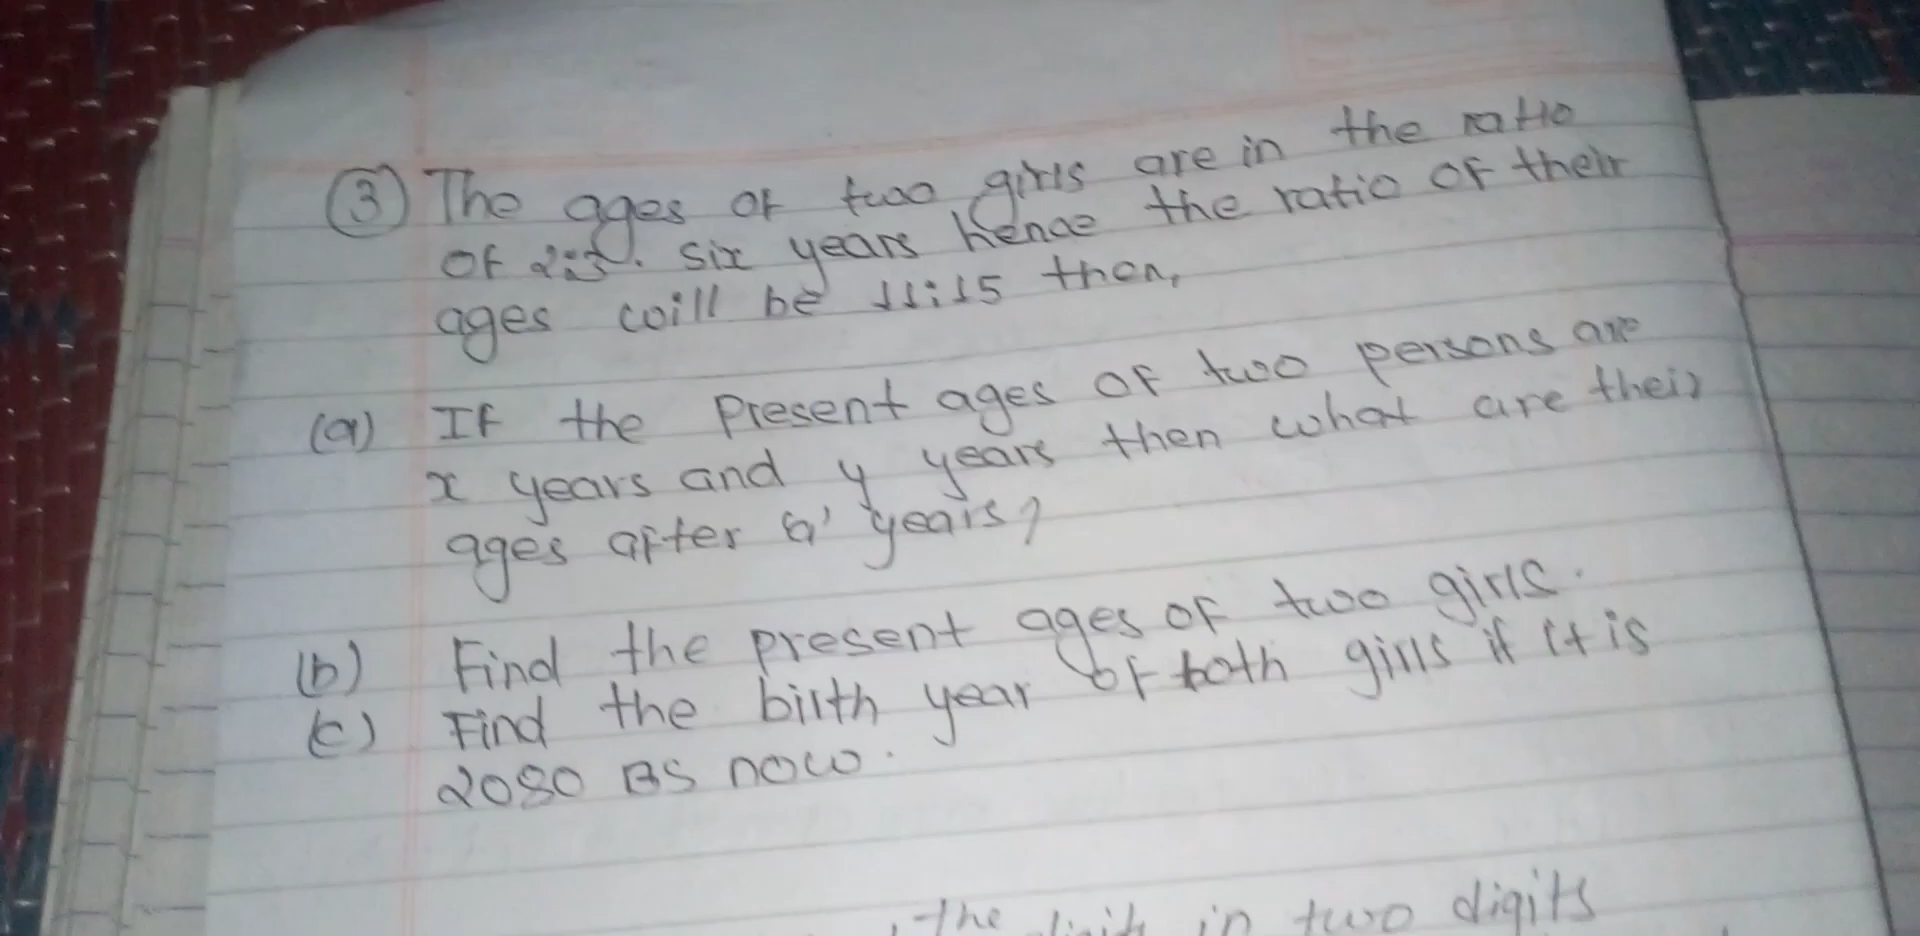 ③ The ages of two girls are in the ratio
of 2:3. six years hence the ratio of their
ages will be 11:15 then,
(a) If the present ages of two persons are
x years and y years then what are their
ages after 'a' years?
(b) Find the present ages of two girls.
(c) Find the birth year of both girls if it is
2080 BS now.
the in two digits